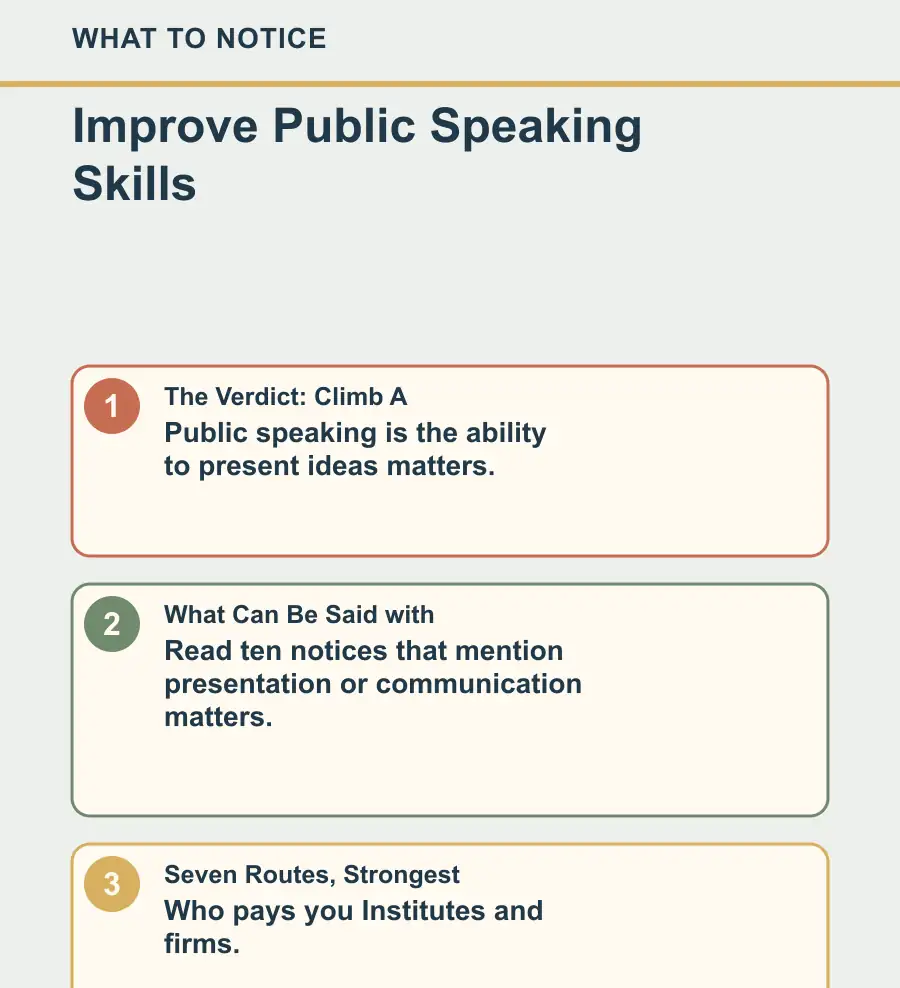 WHAT TO NOTICE
Improve Public Speaking
Skills
1
The Verdict: Climb A
Public speaking is the ability
to present ideas matters.
2
What Can Be Said with
Read ten notices that mention
presentation or communication
matters.
3
Seven Routes, Strongest
Who pays you Institutes and
firms.